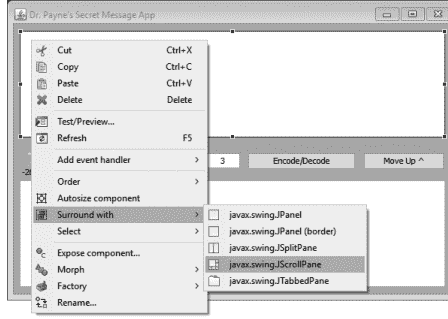 Dr. Payne's Secret Message App
Cut Ctrl+X
Copy Ctrl+C
Paste Ctrl+V
Delete Delete
Test/Preview...
Refresh F5
Add event handler >
3 Encode/Decode Move Up ^
Order >
Autosize component
Surround with >
Select >
javax.swing.JPanel
javax.swing.JPanel (border)
javax.swing.JSplitPane
javax.swing.JScrollPane
javax.swing.JTabbedPane
Expose component...
Morph >
Factory >
Rename...